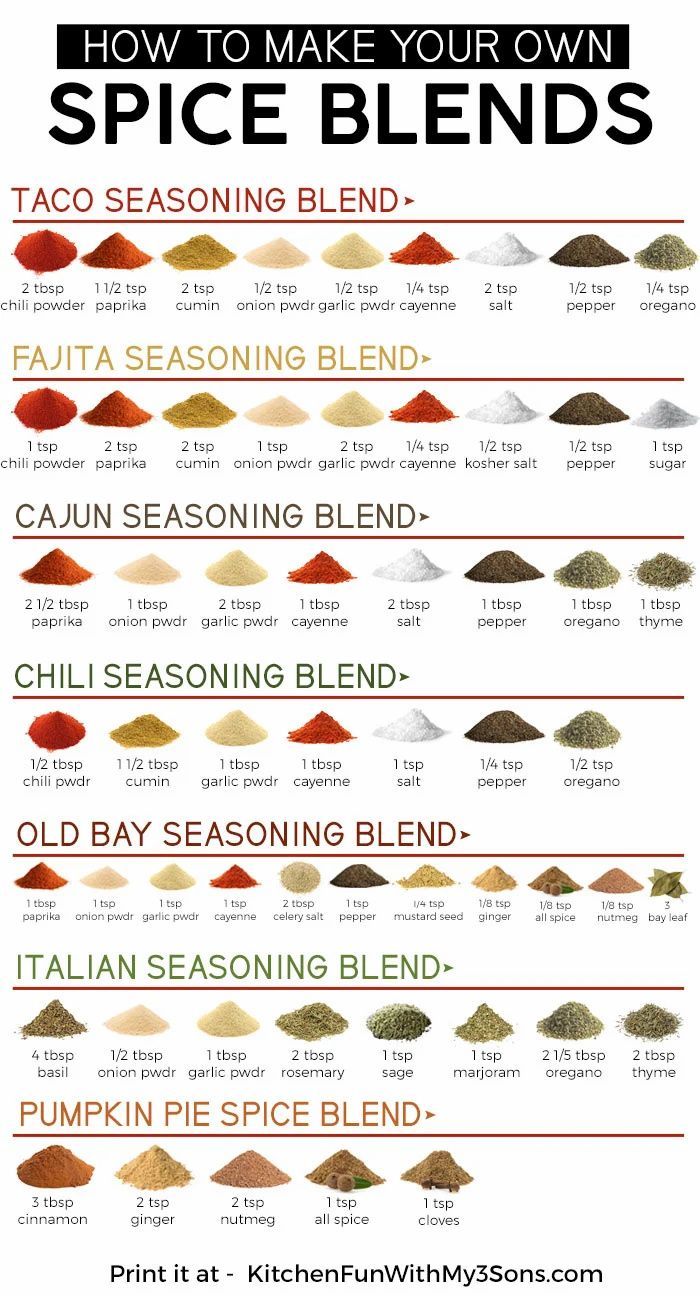 HOW TO MAKE YOUR OWN
SPICE BLENDS
TACO SEASONING BLEND
2 tbsp 1 1/2 tsp 2 tsp 1/2 tsp 1/2 tsp 1/4 tsp 2 tsp 1/2 tsp 1/4 tsp
chili powder paprika cumin onion pwdr garlic pwdr cayenne salt pepper oregano
FAJITA SEASONING BLEND
1 tsp 2 tsp 2 tsp 1 tsp 2 tsp 1/4 tsp 1/2 tsp 1/2 tsp 1 tsp
chili powder paprika cumin onion pwdr garlic pwdr cayenne kosher salt pepper sugar
CAJUN SEASONING BLEND
2 1/2 tbsp 1 tbsp 2 tbsp 1 tbsp 2 tbsp 1 tbsp 1 tbsp 1 tbsp
paprika onion pwdr garlic pwdr cayenne salt pepper oregano thyme
CHILI SEASONING BLEND
1/2 tbsp 1 1/2 tbsp 1 tbsp 1 tbsp 1 tsp 1/4 tsp 1/2 tsp
chili pwdr cumin garlic pwdr cayenne salt pepper oregano
OLD BAY SEASONING BLEND
1 tbsp 1 tsp 1 tsp 1 tsp 2 tbsp 1 tsp 1/4 tsp 1/8 tsp 1/8 tsp 1/8 tsp 3
paprika onion pwdr garlic pwdr cayenne celery salt pepper mustard seed ginger all spice nutmeg bay leaf
ITALIAN SEASONING BLEND
4 tbsp 1/2 tbsp 1 tbsp 2 tbsp 1 tsp 1 tsp 2 1/5 tbsp 2 tbsp
basil onion pwdr garlic pwdr rosemary sage marjoram oregano thyme
PUMPKIN PIE SPICE BLEND
3 tbsp 2 tsp 2 tsp 1 tsp 1 tsp
cinnamon ginger nutmeg all spice cloves
Print it at - KitchenFunWithMy3Sons.com